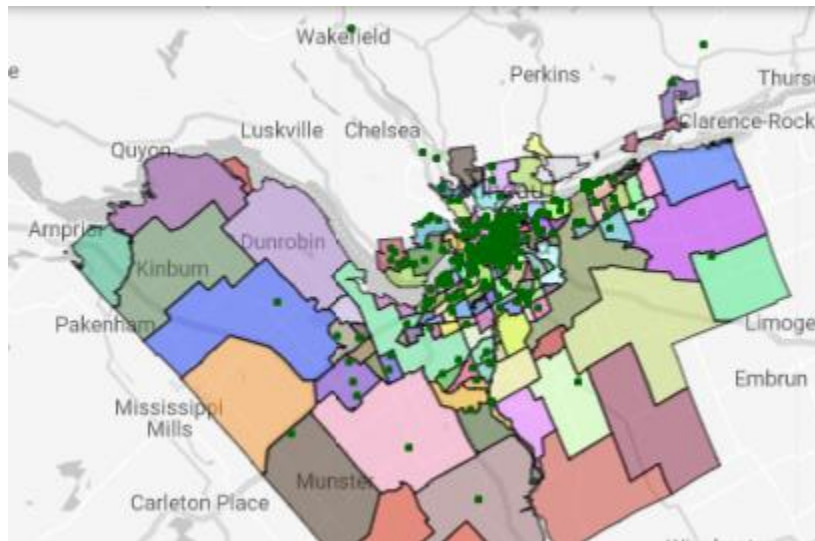 Wakefield
e
Perkins
Thurs
Luskville
Chelsea
Clarence-Rock
Quyon
Arnprior
Dunrobin
Kinburn
Pakenham
Limoge
Embrun
Mississippi
Mills
Munster
Carleton Place